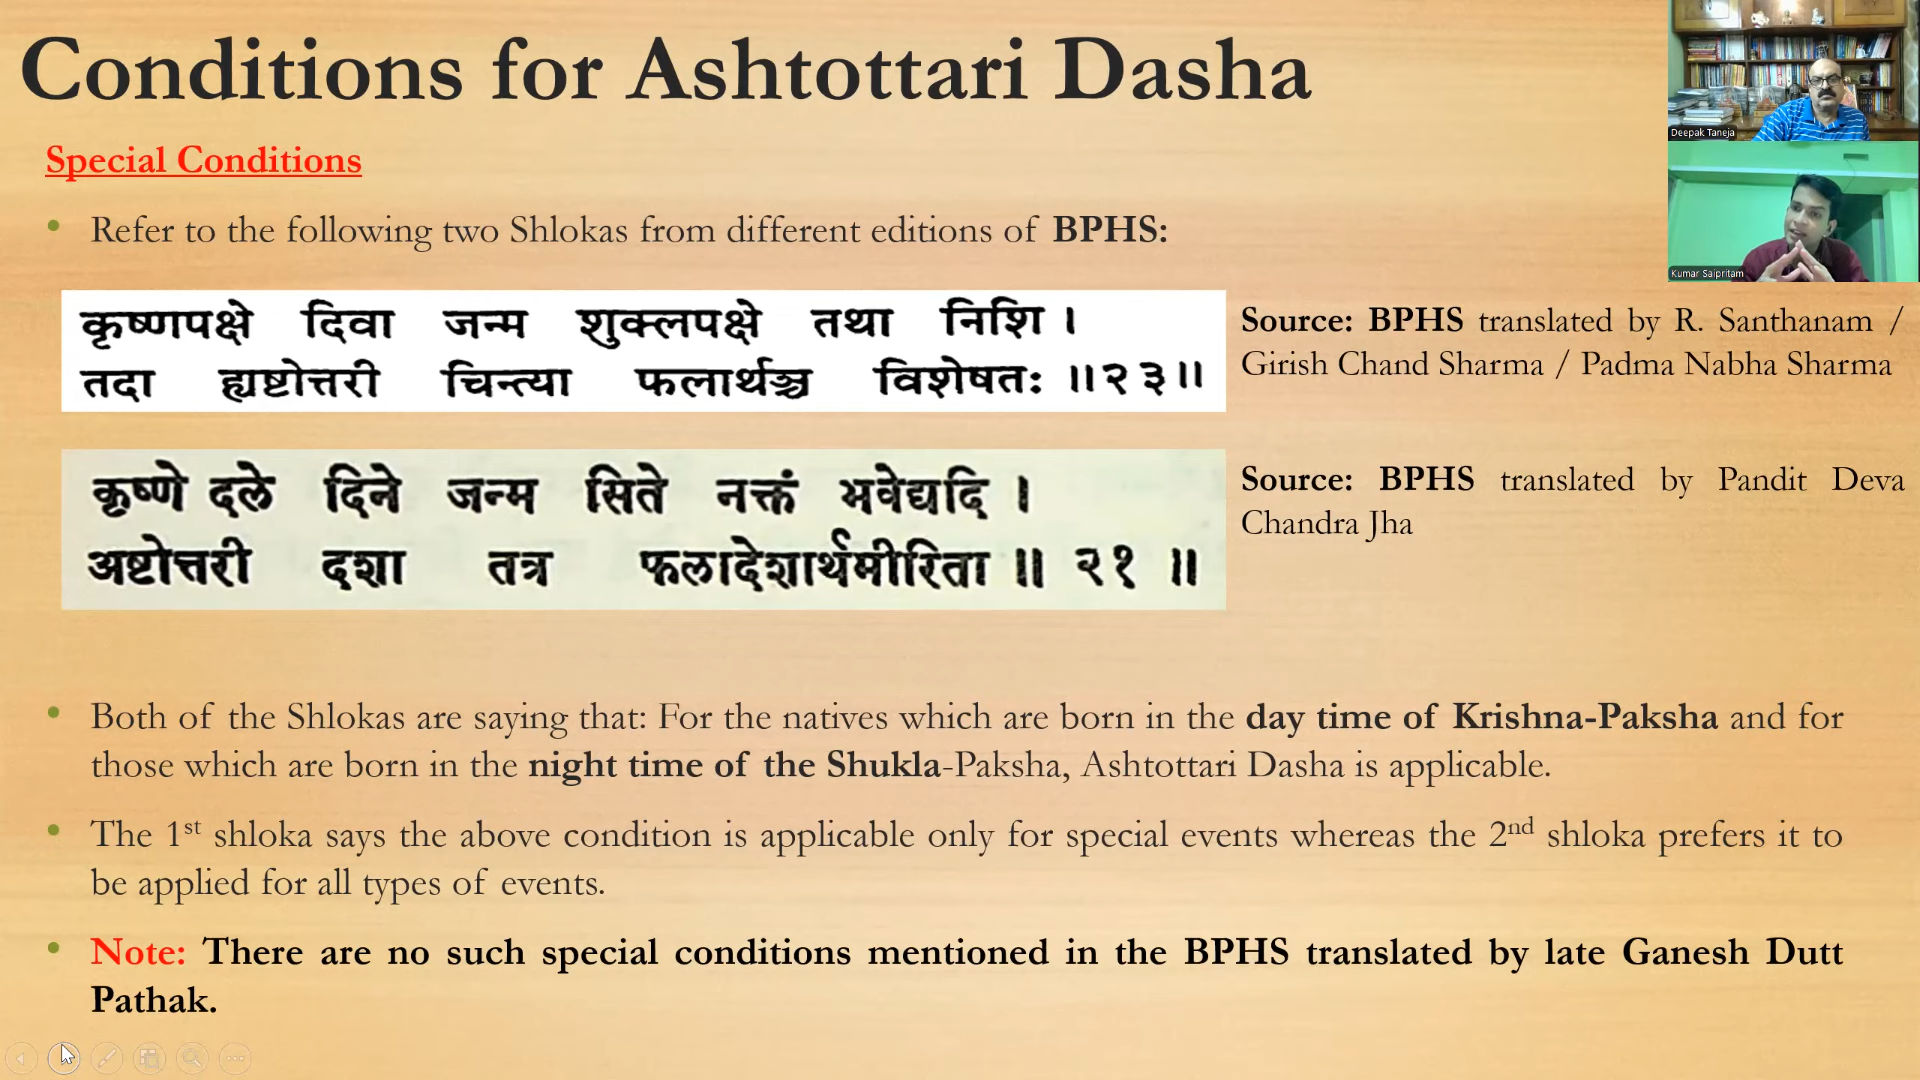 Conditions for Ashtottari Dasha
Deepak Taneja
Special Conditions
Kumar Saipritam
• Refer to the following two Shlokas from different editions of BPHS:
कृष्णपक्षे दिवा जन्म शुक्लपक्षे तथा निशि ।
तदा ह्यष्टोत्तरी चिन्त्या फलार्थञ्च विशेषतः ॥२३॥
Source: BPHS translated by R. Santhanam /
Girish Chand Sharma / Padma Nabha Sharma
कृष्णे दले दिने जन्म सिते नक्तं भवेद्यदि ।
अष्टोत्तरी दशा तत्र फलादेशार्थमीरिता ॥ २१ ॥
Source: BPHS translated by Pandit Deva
Chandra Jha
• Both of the Shlokas are saying that: For the natives which are born in the day time of Krishna-Paksha and for
those which are born in the night time of the Shukla-Paksha, Ashtottari Dasha is applicable.
• The 1st shloka says the above condition is applicable only for special events whereas the 2nd shloka prefers it to
be applied for all types of events.
• Note: There are no such special conditions mentioned in the BPHS translated by late Ganesh Dutt
Pathak.